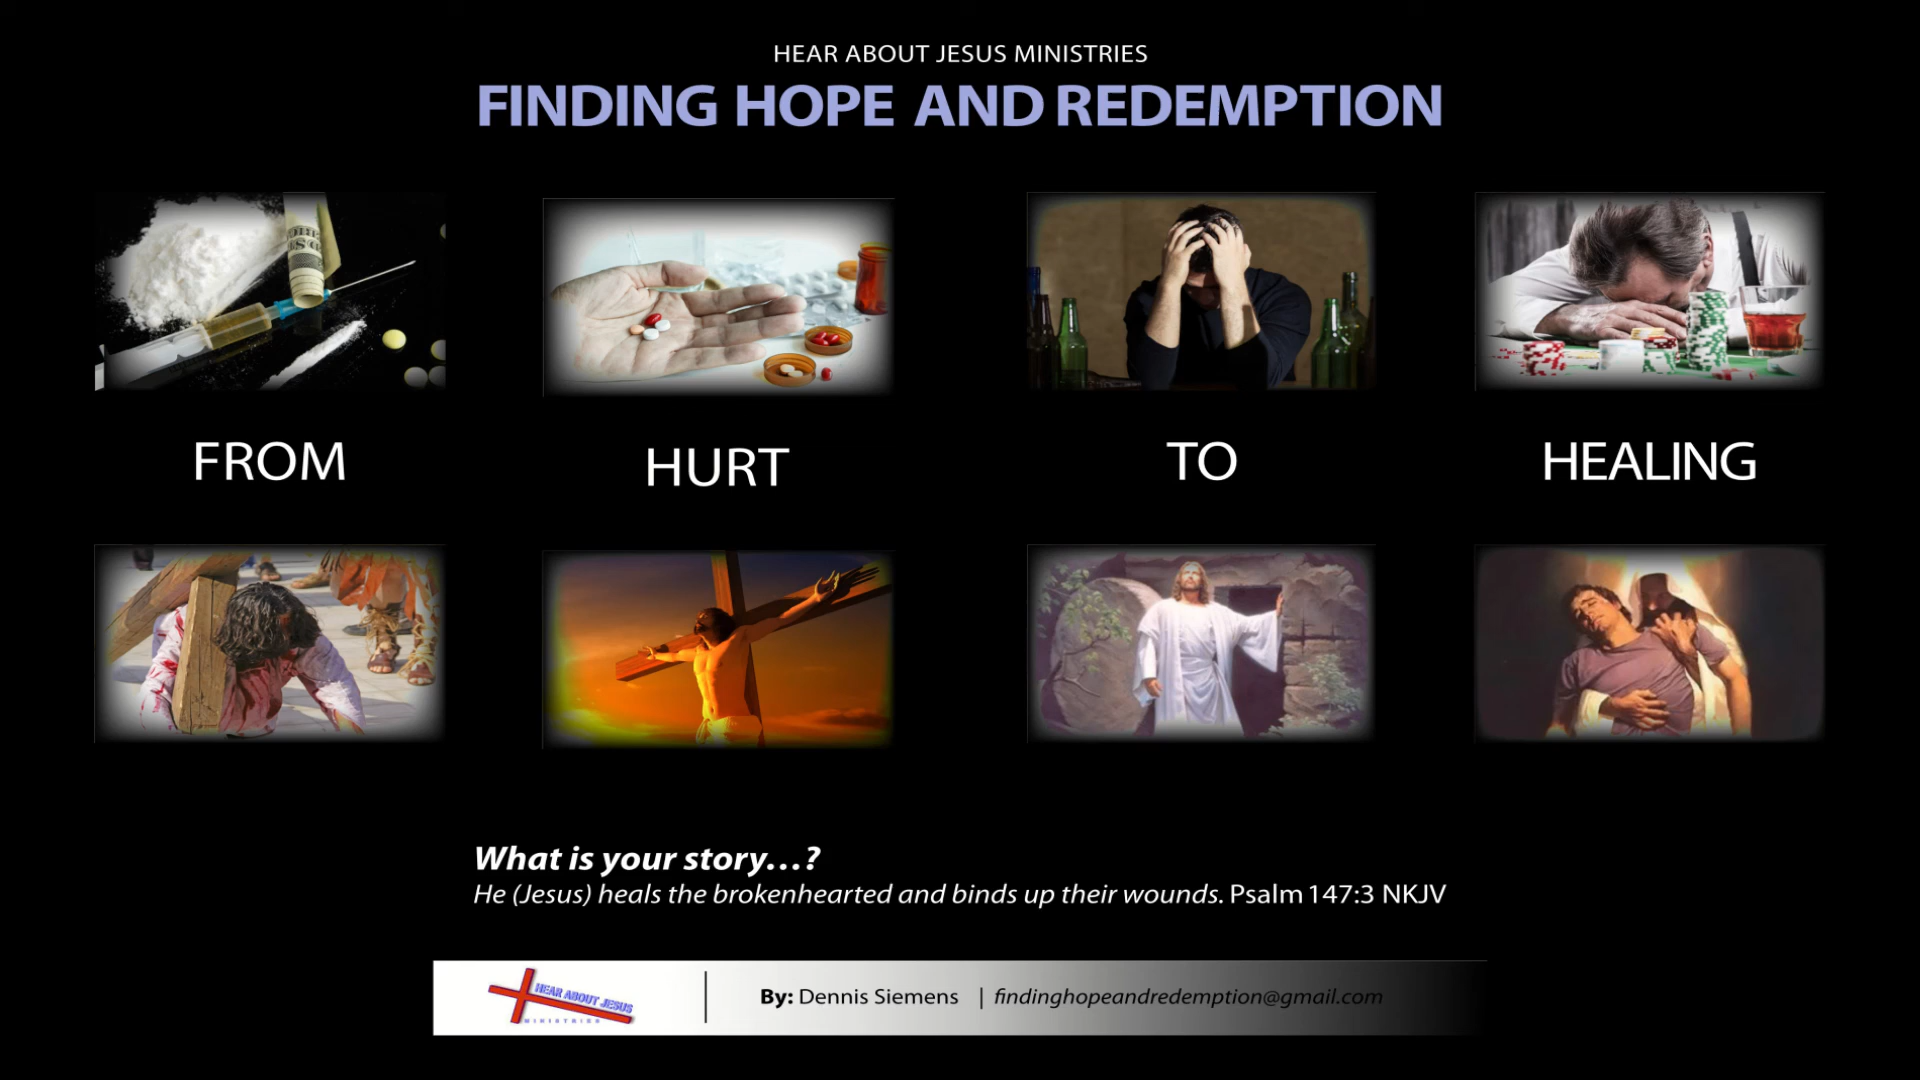 HEAR ABOUT JESUS MINISTRIES
FINDING HOPE AND REDEMPTION
FROM HURT TO HEALING
What is your story...?
He (Jesus) heals the brokenhearted and binds up their wounds. Psalm 147:3 NKJV
HEAR ABOUT JESUS
MINISTRIES
By: Dennis Siemens | findinghopeandredemption@gmail.com